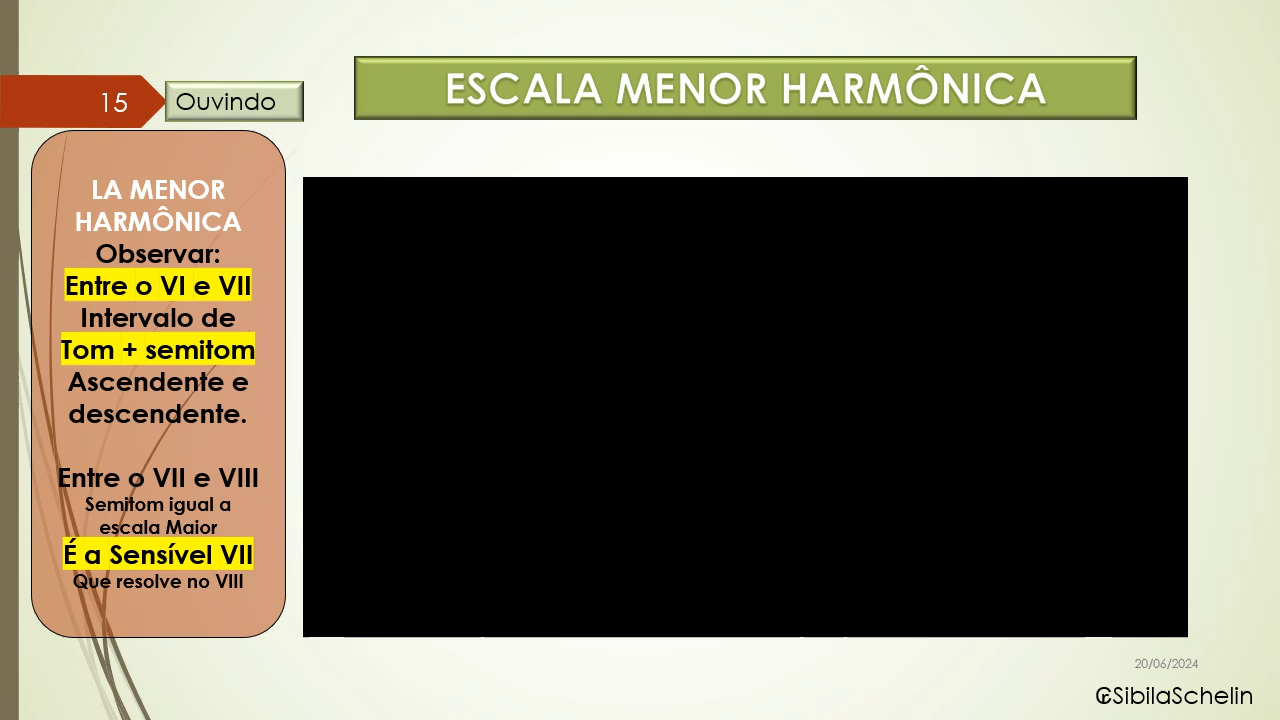 15
Ouvindo
ESCALA MENOR HARMÔNICA
LA MENOR
HARMÔNICA
Observar:
Entre o VI e VII
Intervalo de
Tom + semitom
Ascendente e
descendente.
Entre o VII e VIII
Semitom igual a
escala Maior
É a Sensível VII
Que resolve no VIII
20/06/2024
SibilaSchelin